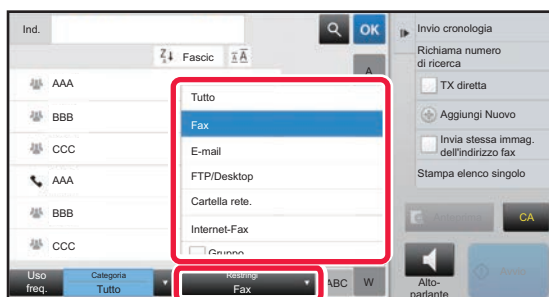 Ind.
OK
Fascic
A
AAA
BBB
CCC
AAA
BBB
CCC
Tutto
Fax
E-mail
FTP/Desktop
Cartella rete.
Internet-Fax
Gruppo
Uso
freq.
Categoria
Tutto
Restringi
Fax
ABC
W
Invio cronologia
Richiama numero
di ricerca
TX diretta
Aggiungi Nuovo
Invia stessa immag.
dell'indirizzo fax
Stampa elenco singolo
Anteprima
CA
Alto-
parlante
Avvio